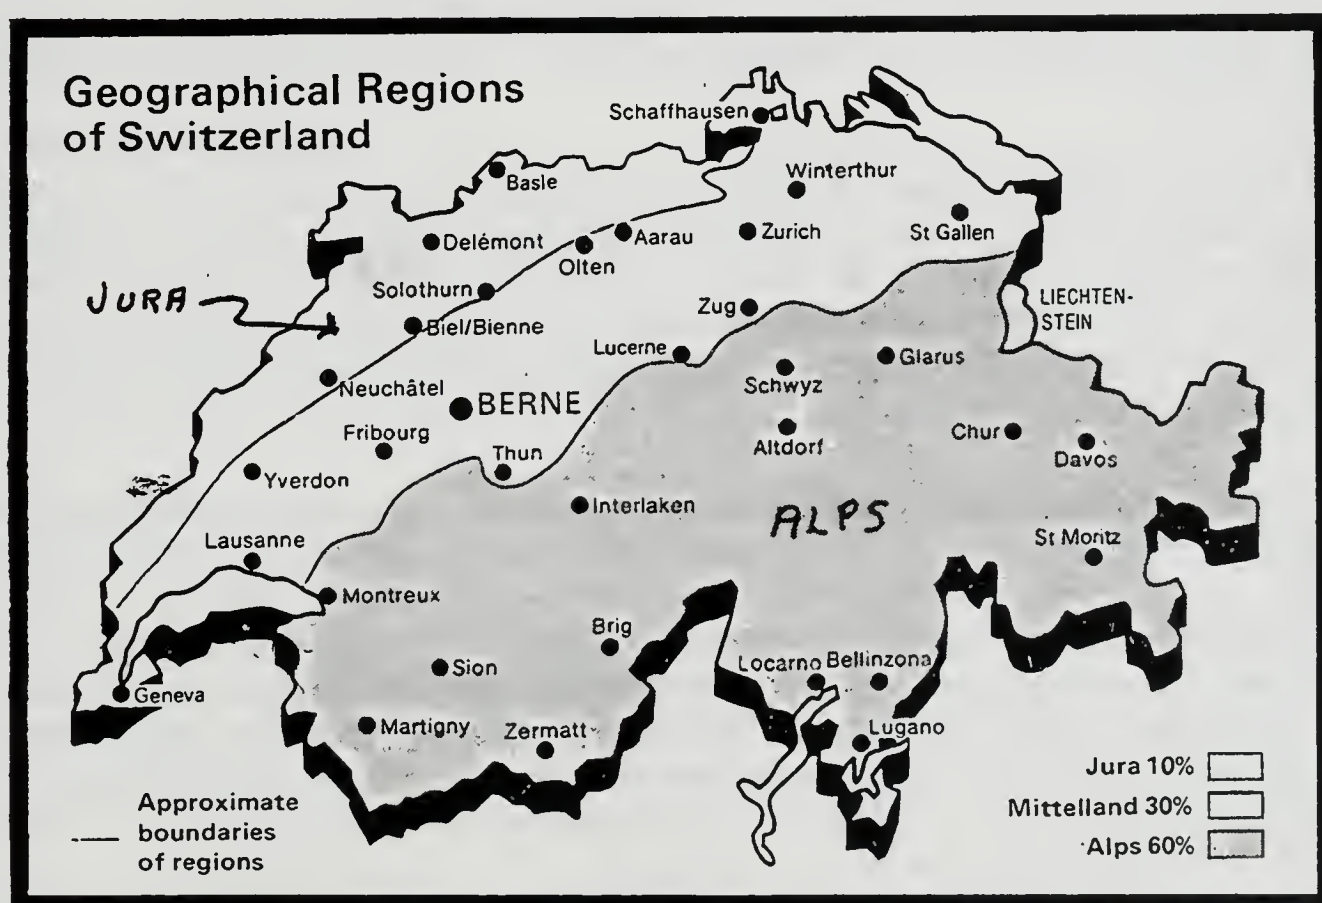 Geographical Regions
of Switzerland
Schaffhausen
Basle
Winterthur
Delémont
Olten
Aarau
Zurich
St Gallen
JURA
Solothurn
Biel/Bienne
Zug
LIECHTEN-
STEIN
Lucerne
Schwyz
Glarus
Neuchâtel
BERNE
Fribourg
Thun
Altdorf
Chur
Davos
Yverdon
Interlaken
ALPS
St Moritz
Lausanne
Montreux
Brig
Sion
Locarno
Bellinzona
Geneva
Martigny
Zermatt
Lugano
Approximate
boundaries
of regions
Jura 10%
Mittelland 30%
Alps 60%